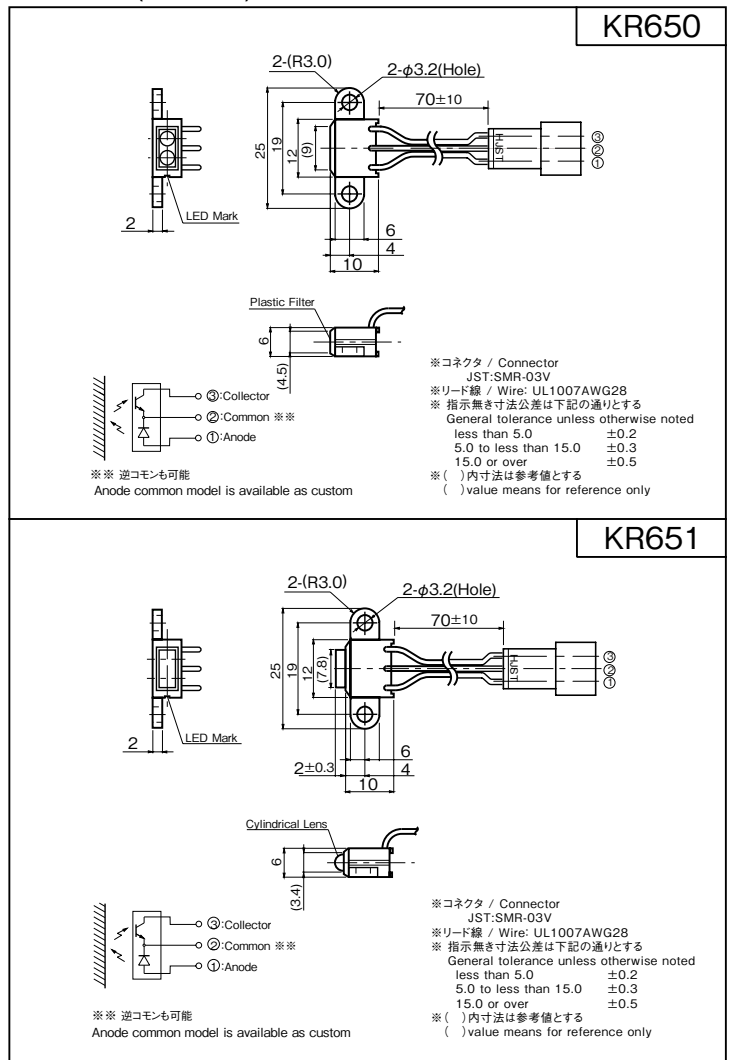 KR650
2-(R3.0)
2-φ3.2(Hole)
70±10
HJST
③
②
①
25
19
12
(9)
LED Mark
2
6
4
10
Plastic Filter
6
(4.5)
③:Collector
②:Common ※※
①:Anode
※※ 逆コモンも可能
Anode common model is available as custom
※コネクタ / Connector
JST:SMR-03V
※リード線 / Wire: UL1007AWG28
※ 指示無き寸法公差は下記の通りとする
General tolerance unless otherwise noted
less than 5.0 ±0.2
5.0 to less than 15.0 ±0.3
15.0 or over ±0.5
※( )内寸法は参考値とする
( )value means for reference only
KR651
2-(R3.0)
2-φ3.2(Hole)
70±10
HJST
③
②
①
25
19
12
(7.8)
LED Mark
2
2±0.3
6
4
10
Cylindrical Lens
6
(3.4)
③:Collector
②:Common ※※
①:Anode
※※ 逆コモンも可能
Anode common model is available as custom
※コネクタ / Connector
JST:SMR-03V
※リード線 / Wire: UL1007AWG28
※ 指示無き寸法公差は下記の通りとする
General tolerance unless otherwise noted
less than 5.0 ±0.2
5.0 to less than 15.0 ±0.3
15.0 or over ±0.5
※( )内寸法は参考値とする
( )value means for reference only